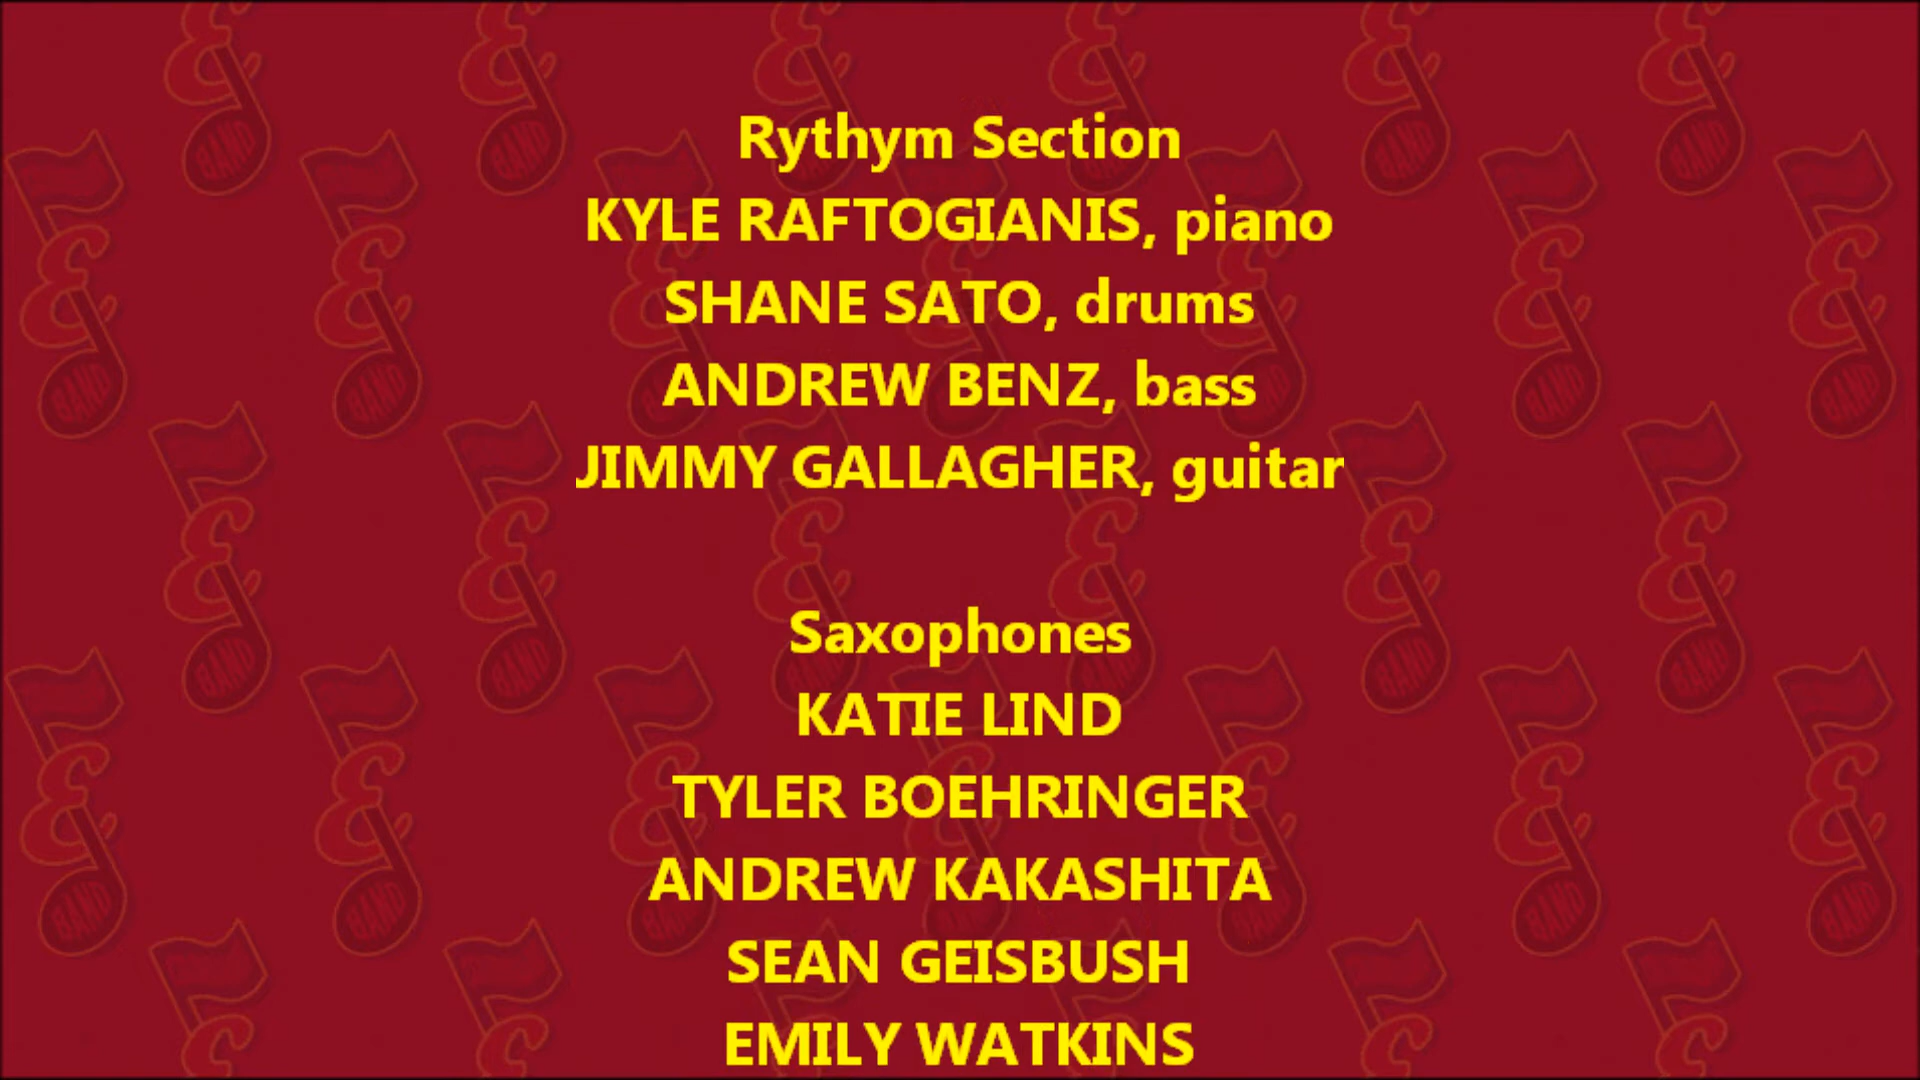 Rythym Section
KYLE RAFTOGIANIS, piano
SHANE SATO, drums
ANDREW BENZ, bass
JIMMY GALLAGHER, guitar
Saxophones
KATIE LIND
TYLER BOEHRINGER
ANDREW KAKASHITA
SEAN GEISBUSH
EMILY WATKINS